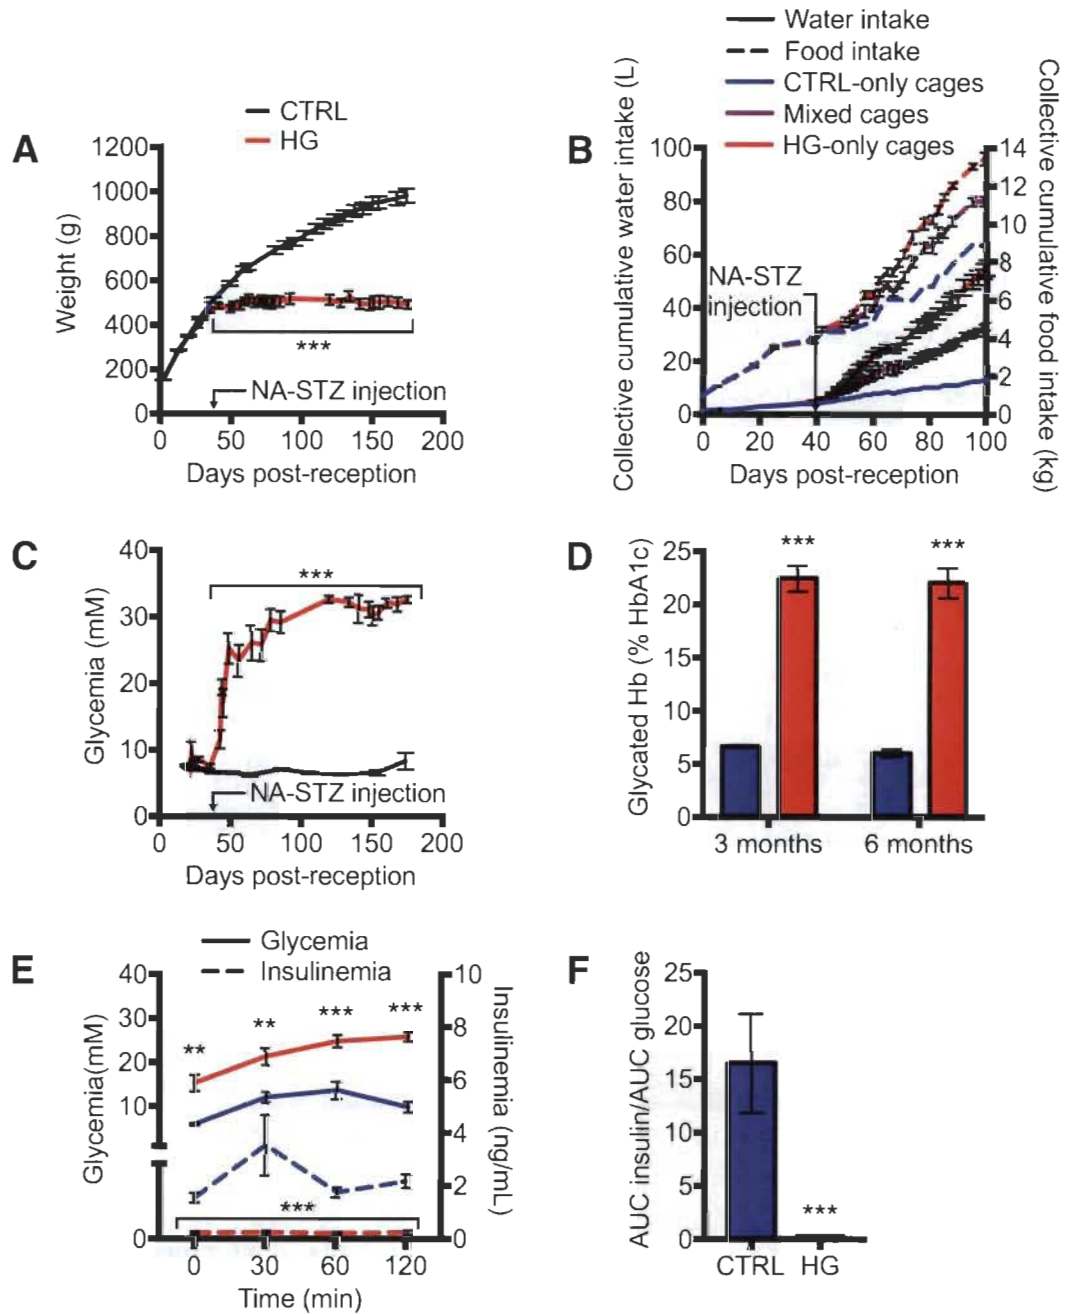 A
CTRL
HG
1200
1000
800
600
400
200
0
Weight (g)
***
NA-STZ injection
0 50 100 150 200
Days post-reception
B
Water intake
Food intake
CTRL-only cages
Mixed cages
HG-only cages
Collective cumulative water intake (L)
100
80
60
40
20
0
NA-STZ
injection
14
12
10
8
6
4
2
0
Collective cumulative food intake (kg)
0 20 40 60 80 100
Days post-reception
C
40
30
20
10
0
Glycemia (mM)
***
NA-STZ injection
0 50 100 150 200
Days post-reception
D
Glycated Hb (% HbA1c)
25
20
15
10
5
0
*** ***
3 months 6 months
E
Glycemia
Insulinemia
Glycemia(mM)
40
30
20
10
0
** ** *** ***
***
10
8
6
4
2
0
Insulinemia (ng/mL)
0 30 60 120
Time (min)
F
AUC insulin/AUC glucose
25
20
15
10
5
0
***
CTRL HG